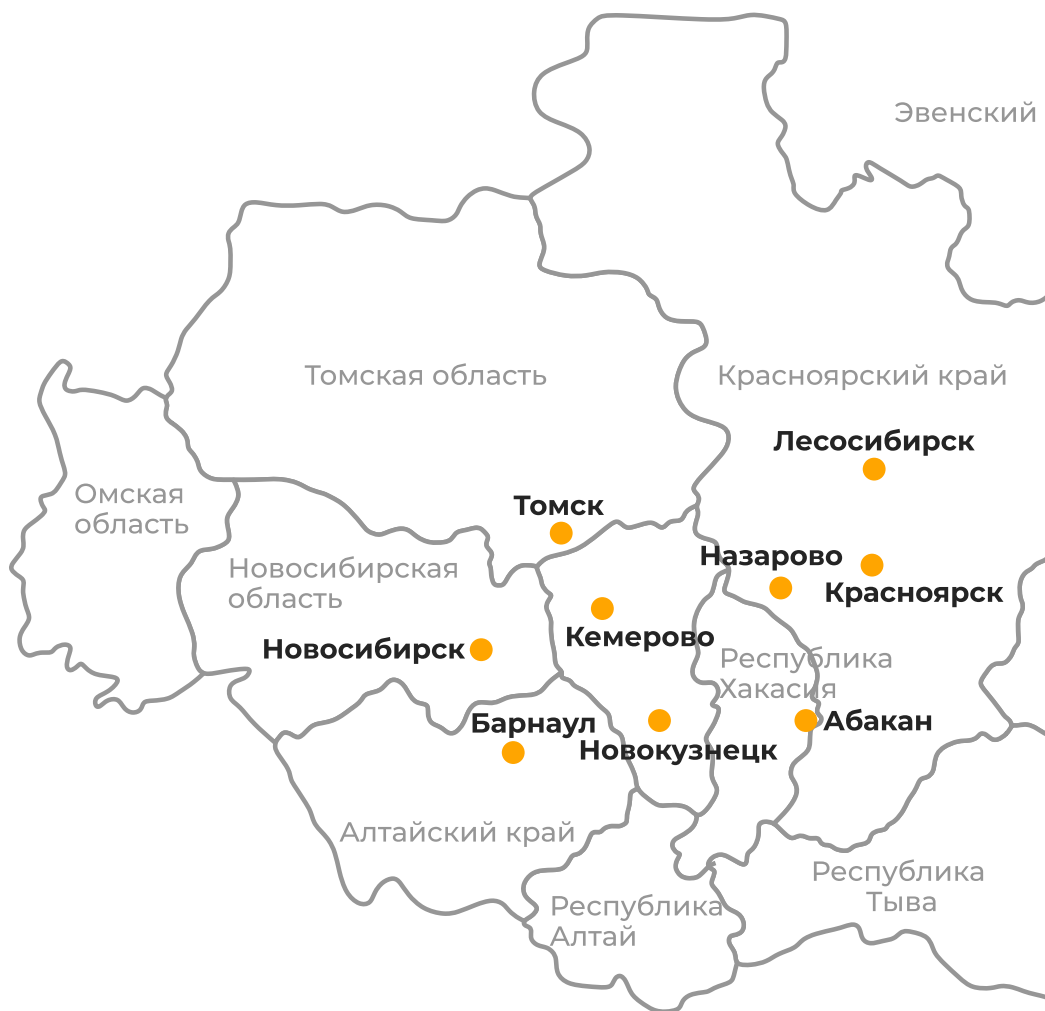 Эвенский
Томская область
Красноярский край
Лесосибирск
Омская
область
Томск
Назарово
Новосибирская
область
Красноярск
Кемерово
Новосибирск
Республика
Хакасия
Барнаул
Абакан
Новокузнецк
Алтайский край
Республика
Тыва
Республика
Алтай